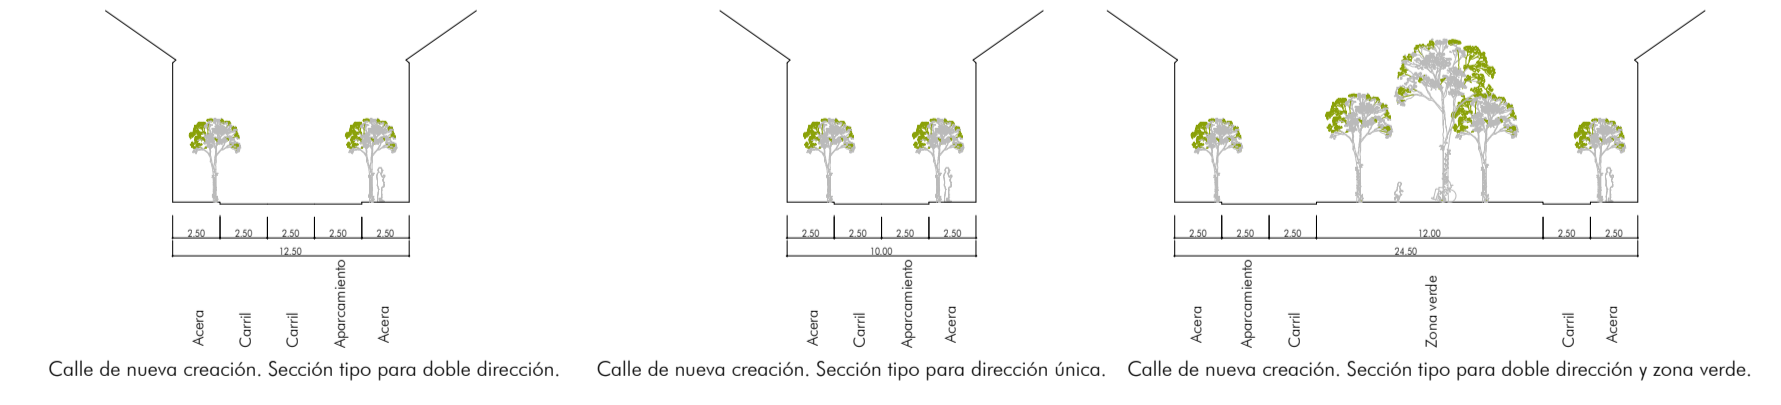 2.50 2.50 2.50 2.50 2.50
12.50
Acera
Carril
Carril
Aparcamiento
Acera
Calle de nueva creación. Sección tipo para doble dirección.
2.50 2.50 2.50 2.50
10.00
Acera
Carril
Aparcamiento
Acera
Calle de nueva creación. Sección tipo para dirección única.
2.50 2.50 2.50 12.00 2.50 2.50
24.50
Acera
Aparcamiento
Carril
Zona verde
Carril
Acera
Calle de nueva creación. Sección tipo para doble dirección y zona verde.